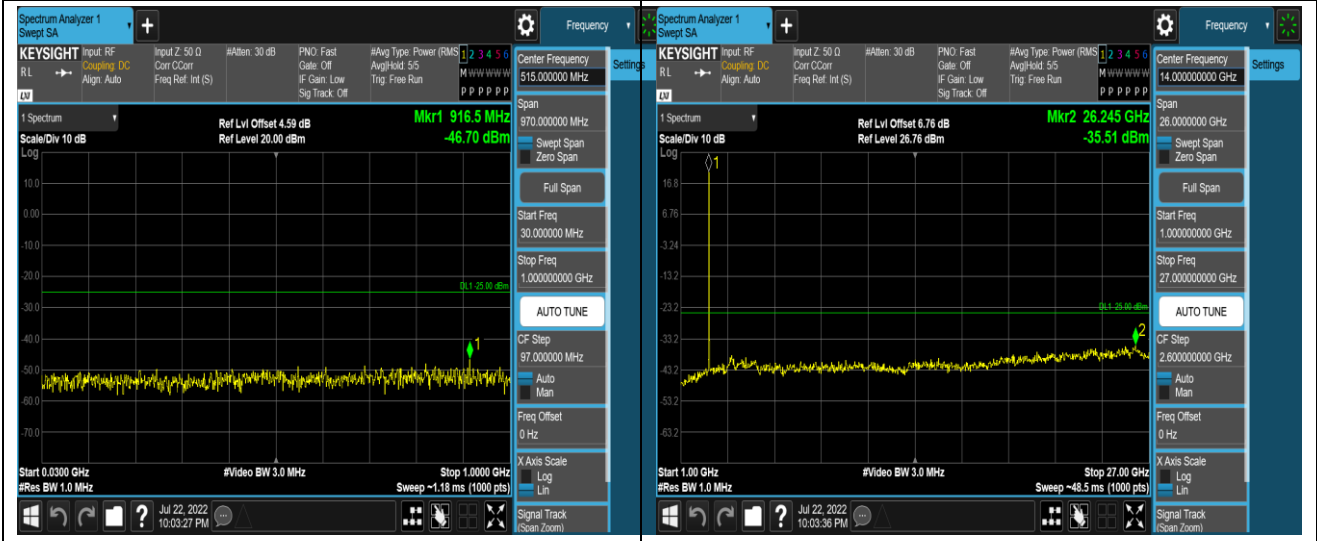 Spectrum Analyzer 1
Swept SA
+
Frequency
KEYSIGHT
RL
LXI
Input: RF
Coupling: DC
Align: Auto
Input Z: 50 Ω
Corr CCorr
Freq Ref: Int (S)
#Atten: 30 dB
PNO: Fast
Gate: Off
IF Gain: Low
Sig Track: Off
#Avg Type: Power (RMS
Avg|Hold: 5/5
Trig: Free Run
1 2 3 4 5 6
M W W W W W
P P P P P P
Center Frequency
515.000000 MHz
Settings
Span
970.000000 MHz
Swept Span
Zero Span
Full Span
Start Freq
30.000000 MHz
Stop Freq
1.000000000 GHz
AUTO TUNE
CF Step
97.000000 MHz
Auto
Man
Freq Offset
0 Hz
X Axis Scale
Log
Lin
Signal Track
(Span Zoom)
1 Spectrum
Scale/Div 10 dB
Log
Ref Lvl Offset 4.59 dB
Ref Level 20.00 dBm
Mkr1 916.5 MHz
-46.70 dBm
10.0
0.00
-10.0
-20.0
DL1 -25.00 dBm
-30.0
-40.0
1
-50.0
-60.0
-70.0
Start 0.0300 GHz
#Res BW 1.0 MHz
#Video BW 3.0 MHz
Stop 1.0000 GHz
Sweep ~1.18 ms (1000 pts)
?
Jul 22, 2022
10:03:27 PM
Spectrum Analyzer 1
Swept SA
+
Frequency
KEYSIGHT
RL
LXI
Input: RF
Coupling: DC
Align: Auto
Input Z: 50 Ω
Corr CCorr
Freq Ref: Int (S)
#Atten: 30 dB
PNO: Fast
Gate: Off
IF Gain: Low
Sig Track: Off
#Avg Type: Power (RMS
Avg|Hold: 5/5
Trig: Free Run
1 2 3 4 5 6
M W W W W W
P P P P P P
Center Frequency
14.000000000 GHz
Settings
Span
26.0000000 GHz
Swept Span
Zero Span
Full Span
Start Freq
1.000000000 GHz
Stop Freq
27.000000000 GHz
AUTO TUNE
CF Step
2.600000000 GHz
Auto
Man
Freq Offset
0 Hz
X Axis Scale
Log
Lin
Signal Track
(Span Zoom)
1 Spectrum
Scale/Div 10 dB
Log
Ref Lvl Offset 6.76 dB
Ref Level 26.76 dBm
Mkr2 26.245 GHz
-35.51 dBm
1
16.8
6.76
-3.24
-13.2
-23.2
DL1 -25.00 dBm
-33.2
2
-43.2
-53.2
-63.2
Start 1.00 GHz
#Res BW 1.0 MHz
#Video BW 3.0 MHz
Stop 27.00 GHz
Sweep ~48.5 ms (1000 pts)
?
Jul 22, 2022
10:03:36 PM